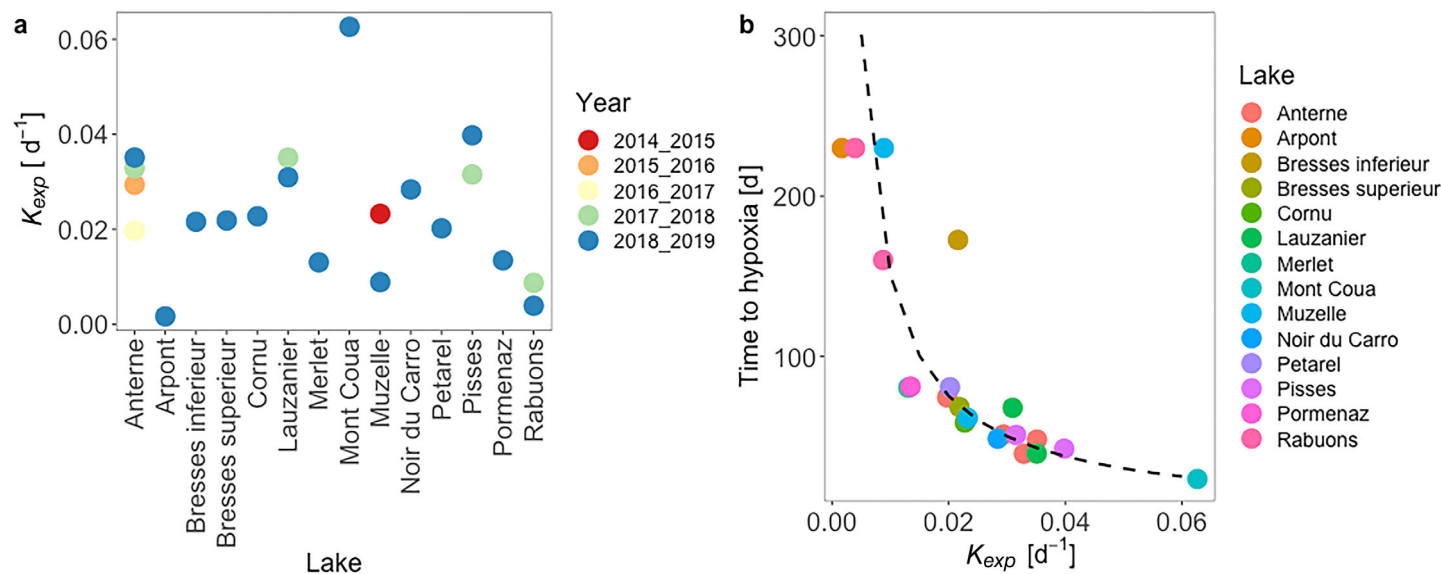 a
0.06
0.04
0.02
0.00
K_exp [ d⁻¹]
Anterne
Arpont
Bresses inferieur
Bresses superieur
Cornu
Lauzanier
Merlet
Mont Coua
Muzelle
Noir du Carro
Petarel
Pisses
Pormenaz
Rabuons
Lake
Year
2014_2015
2015_2016
2016_2017
2017_2018
2018_2019
b
300
200
100
Time to hypoxia [d]
0.00
0.02
0.04
0.06
K_exp [d⁻¹]
Lake
Anterne
Arpont
Bresses inferieur
Bresses superieur
Cornu
Lauzanier
Merlet
Mont Coua
Muzelle
Noir du Carro
Petarel
Pisses
Pormenaz
Rabuons